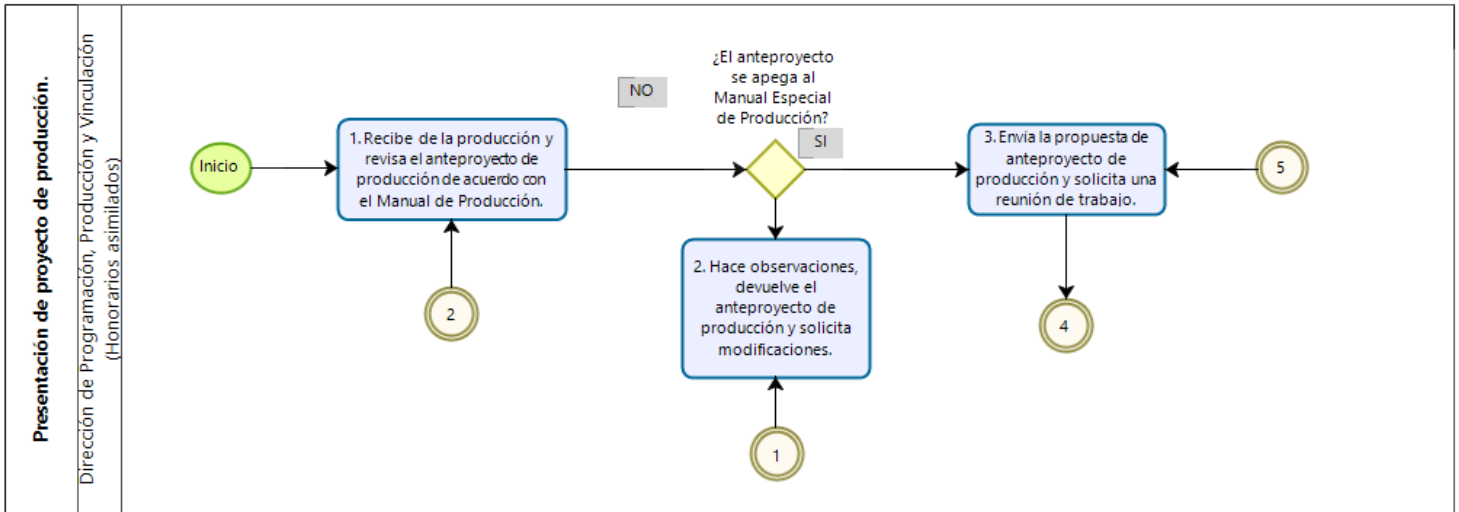 Presentación de proyecto de producción.
Dirección de Programación, Producción y Vinculación
(Honorarios asimilados)
Inicio
1. Recibe de la producción y
revisa el anteproyecto de
producción de acuerdo con
el Manual de Producción.
2
NO
¿El anteproyecto
se apega al
Manual Especial
de Producción?
SI
2. Hace observaciones,
devuelve el
anteproyecto de
producción y solicita
modificaciones.
1
3. Envía la propuesta de
anteproyecto de
producción y solicita una
reunión de trabajo.
5
4